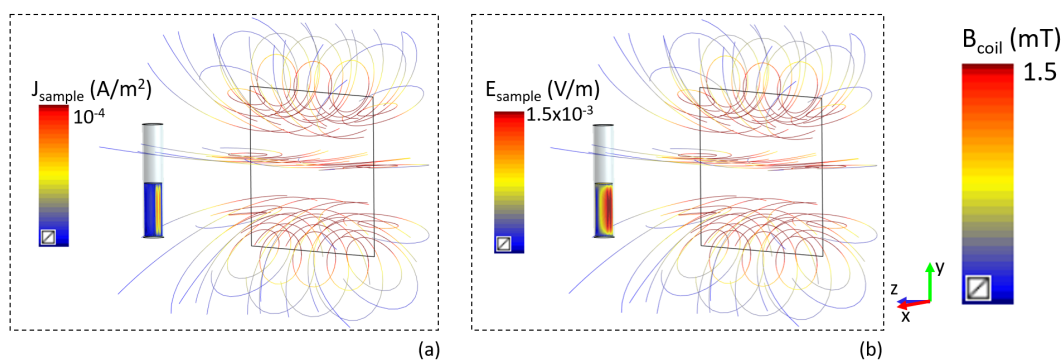 J_sample (A/m²)
10⁻⁴
(a)
E_sample (V/m)
1.5x10⁻³
(b)
y
z
x
B_coil (mT)
1.5